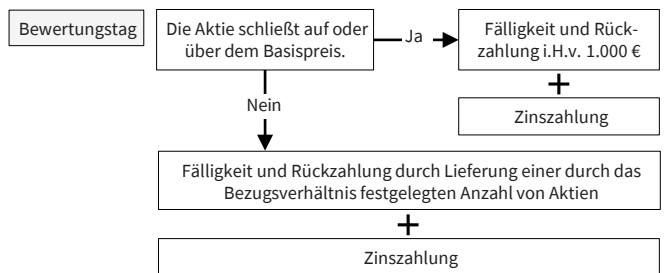 Bewertungstag
Die Aktie schließt auf oder
über dem Basispreis.
Ja
Fälligkeit und Rück-
zahlung i.H.v. 1.000 €
+
Zinszahlung
Nein
Fälligkeit und Rückzahlung durch Lieferung einer durch das
Bezugsverhältnis festgelegten Anzahl von Aktien
+
Zinszahlung